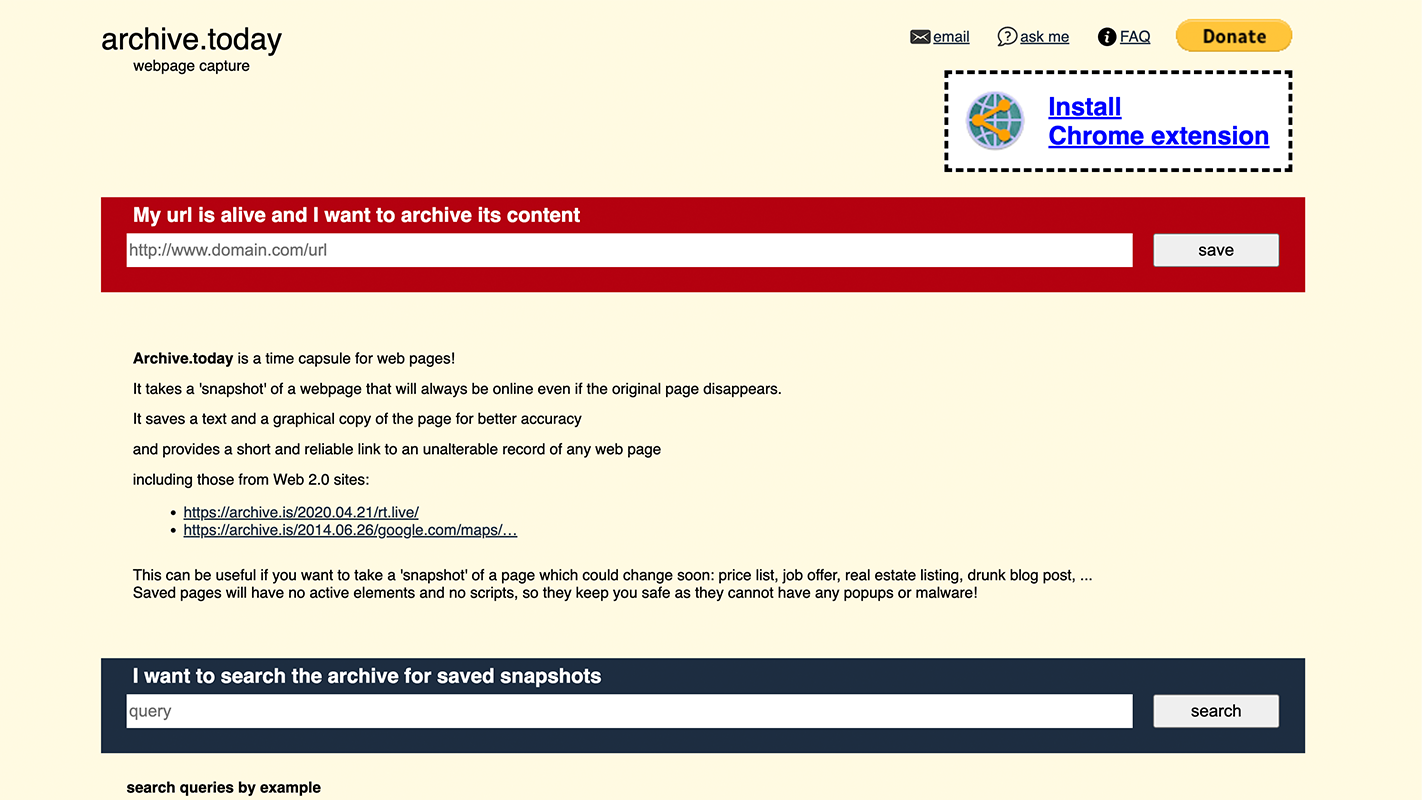 archive.today
webpage capture
email ask me FAQ Donate
Install
Chrome extension
My url is alive and I want to archive its content
http://www.domain.com/url save
Archive.today is a time capsule for web pages!
It takes a 'snapshot' of a webpage that will always be online even if the original page disappears.
It saves a text and a graphical copy of the page for better accuracy
and provides a short and reliable link to an unalterable record of any web page
including those from Web 2.0 sites:
• https://archive.is/2020.04.21/rt.live/
• https://archive.is/2014.06.26/google.com/maps/…
This can be useful if you want to take a 'snapshot' of a page which could change soon: price list, job offer, real estate listing, drunk blog post, ...
Saved pages will have no active elements and no scripts, so they keep you safe as they cannot have any popups or malware!
I want to search the archive for saved snapshots
query search
search queries by example